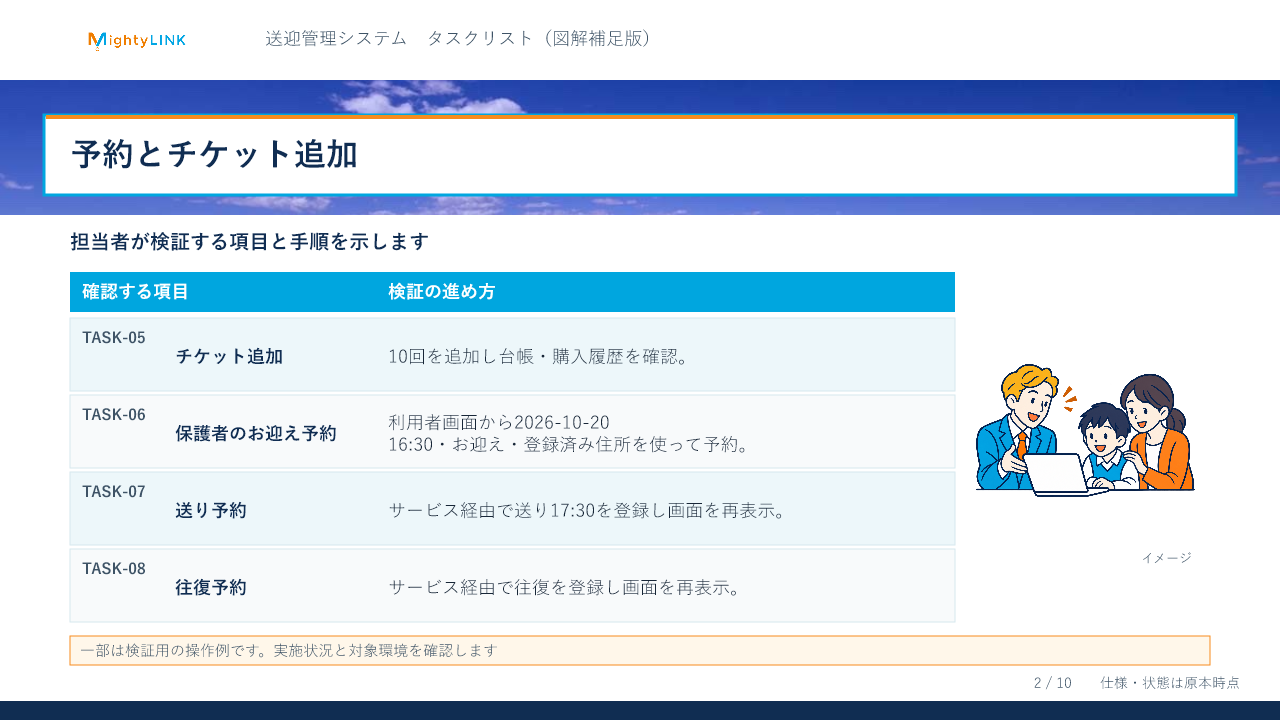 MightyLINK
送迎管理システム　タスクリスト（図解補足版）
予約とチケット追加
担当者が検証する項目と手順を示します
確認する項目
検証の進め方
TASK-05
チケット追加
10回を追加し台帳・購入履歴を確認。
TASK-06
保護者のお迎え予約
利用者画面から2026-10-20
16:30・お迎え・登録済み住所を使って予約。
TASK-07
送り予約
サービス経由で送り17:30を登録し画面を再表示。
TASK-08
往復予約
サービス経由で往復を登録し画面を再表示。
イメージ
一部は検証用の操作例です。実施状況と対象環境を確認します
2 / 10
仕様・状態は原本時点